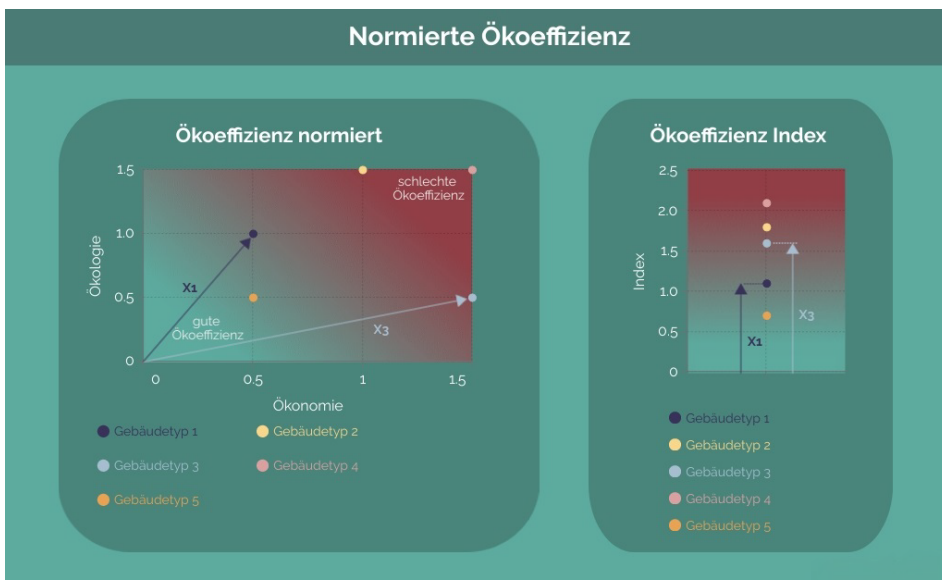 Normierte Ökoeffizienz
Ökoeffizienz normiert
1.5
1.0
0.5
0
Ökologie
schlechte
Ökoeffizienz
X1
gute
Ökoeffizienz
X3
0 0.5 1 1.5
Ökonomie
Gebäudetyp 1 Gebäudetyp 2
Gebäudetyp 3 Gebäudetyp 4
Gebäudetyp 5
Ökoeffizienz Index
2.5
2.0
1.5
1.0
0.5
0
Index
X1
X3
Gebäudetyp 1
Gebäudetyp 2
Gebäudetyp 3
Gebäudetyp 4
Gebäudetyp 5